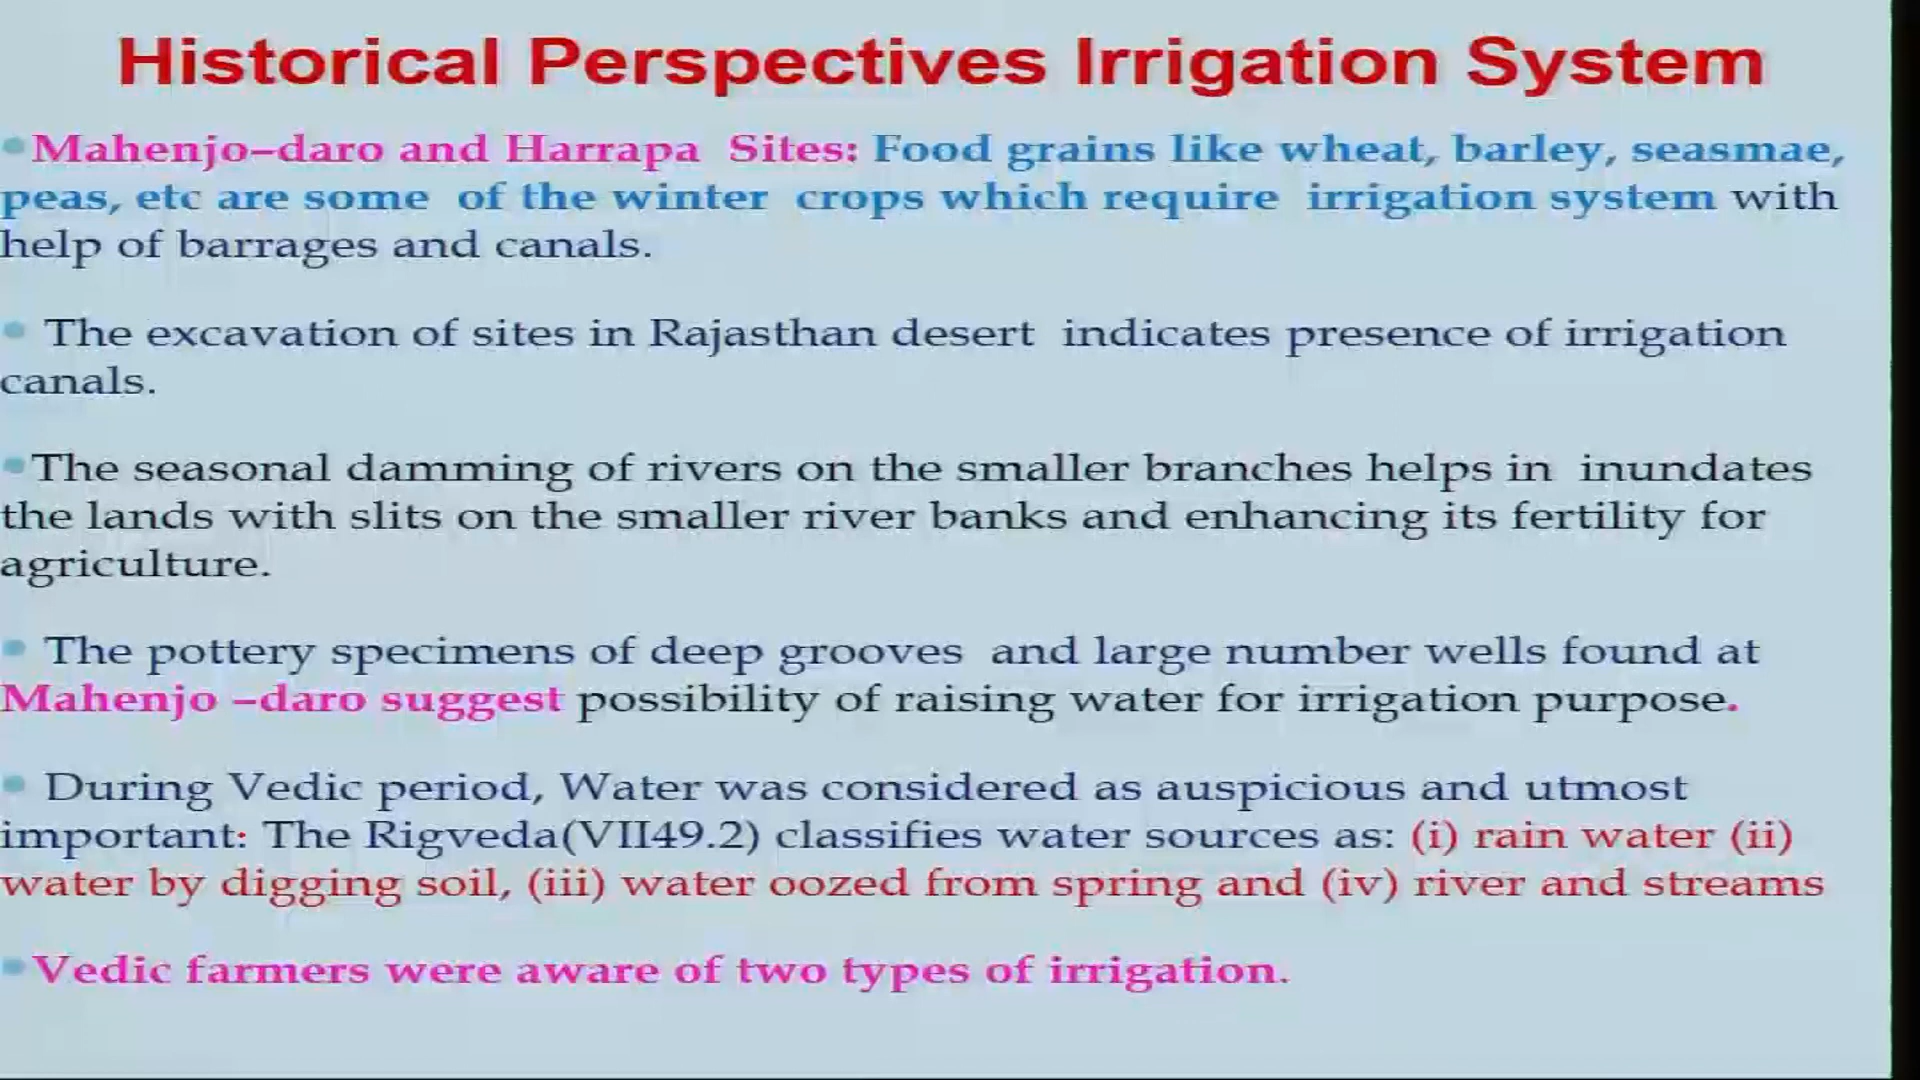 Historical Perspectives Irrigation System
•Mahenjo–daro and Harrapa Sites: Food grains like wheat, barley, seasmae,
peas, etc are some of the winter crops which require irrigation system with
help of barrages and canals.
• The excavation of sites in Rajasthan desert indicates presence of irrigation
canals.
•The seasonal damming of rivers on the smaller branches helps in inundates
the lands with slits on the smaller river banks and enhancing its fertility for
agriculture.
• The pottery specimens of deep grooves and large number wells found at
Mahenjo –daro suggest possibility of raising water for irrigation purpose.
• During Vedic period, Water was considered as auspicious and utmost
important: The Rigveda(VII49.2) classifies water sources as: (i) rain water (ii)
water by digging soil, (iii) water oozed from spring and (iv) river and streams
•Vedic farmers were aware of two types of irrigation.